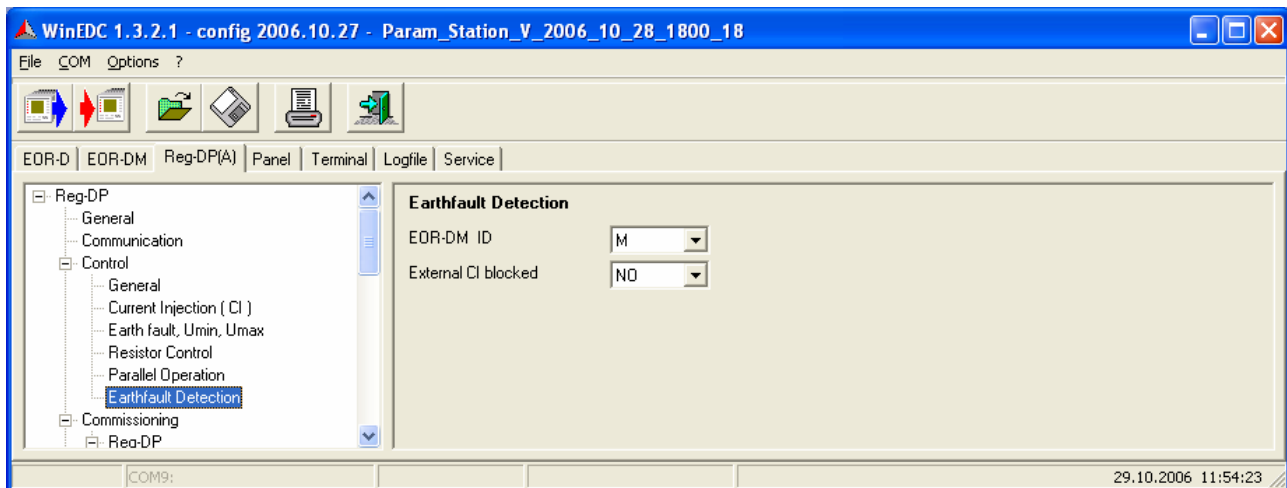 WinEDC 1.3.2.1 - config 2006.10.27 - Param_Station_V_2006_10_28_1800_18
File COM Options ?
EOR-D EOR-DM Reg-DP(A) Panel Terminal Logfile Service
Reg-DP
General
Communication
Control
General
Current Injection ( CI )
Earth fault, Umin, Umax
Resistor Control
Parallel Operation
Earthfault Detection
Commissioning
Reg-DP
Earthfault Detection
EOR-DM ID M
External CI blocked NO
COM9: 29.10.2006 11:54:23